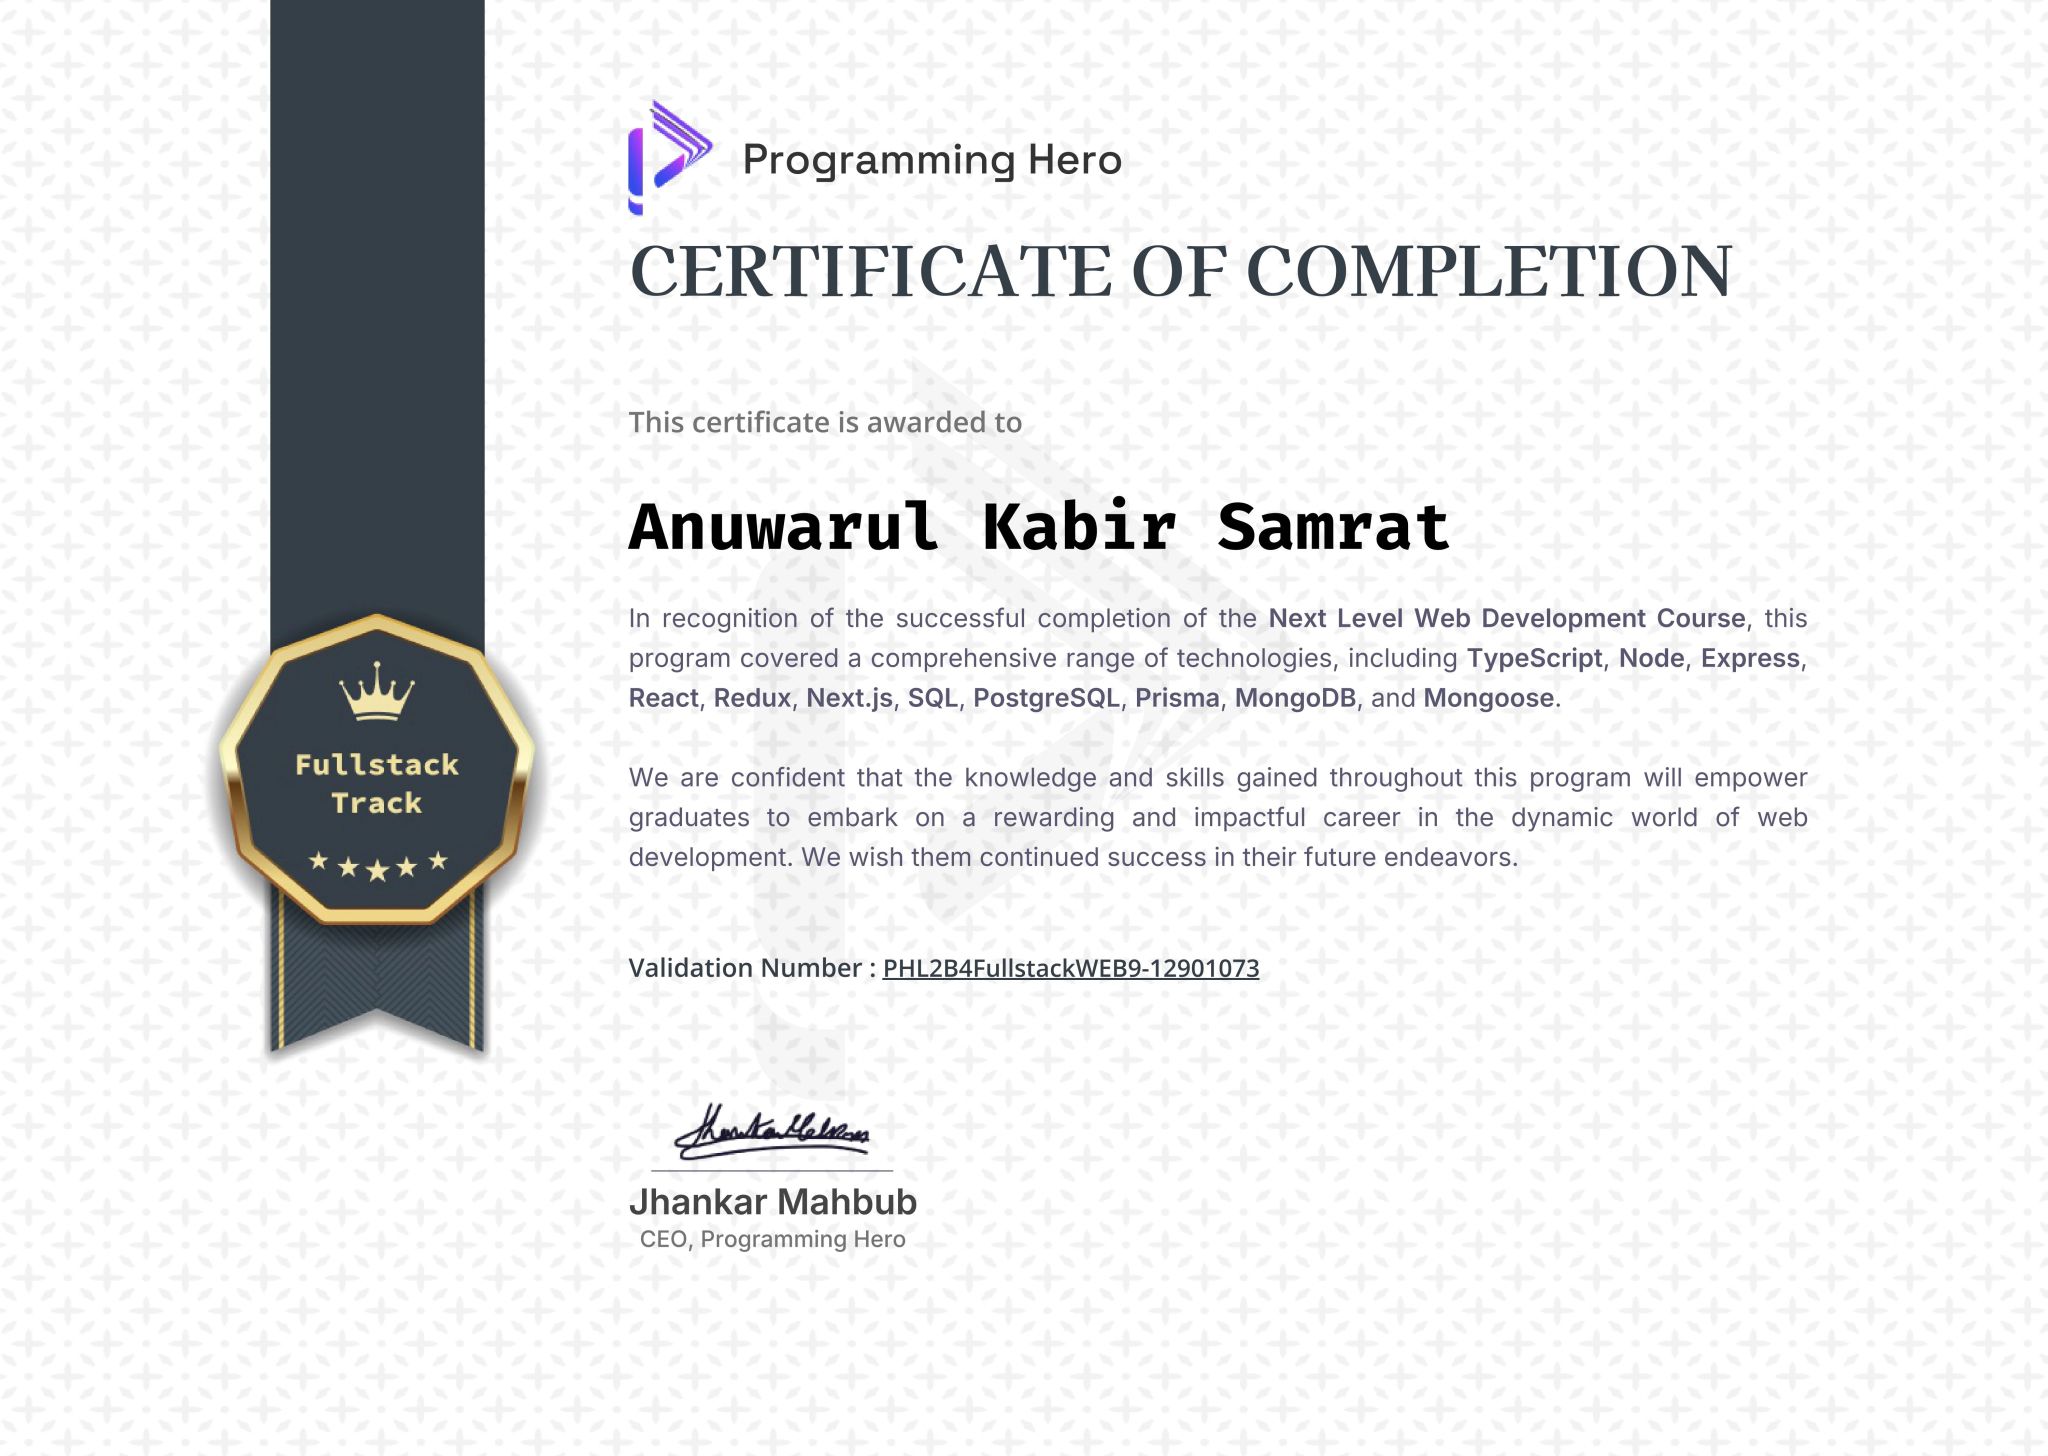 Programming Hero
CERTIFICATE OF COMPLETION
This certificate is awarded to
Anuwarul Kabir Samrat
In recognition of the successful completion of the Next Level Web Development Course, this
program covered a comprehensive range of technologies, including TypeScript, Node, Express,
React, Redux, Next.js, SQL, PostgreSQL, Prisma, MongoDB, and Mongoose.
We are confident that the knowledge and skills gained throughout this program will empower
graduates to embark on a rewarding and impactful career in the dynamic world of web
development. We wish them continued success in their future endeavors.
Validation Number : PHL2B4FullstackWEB9-12901073
Jhankar Mahbub
Jhankar Mahbub
CEO, Programming Hero
Fullstack
Track